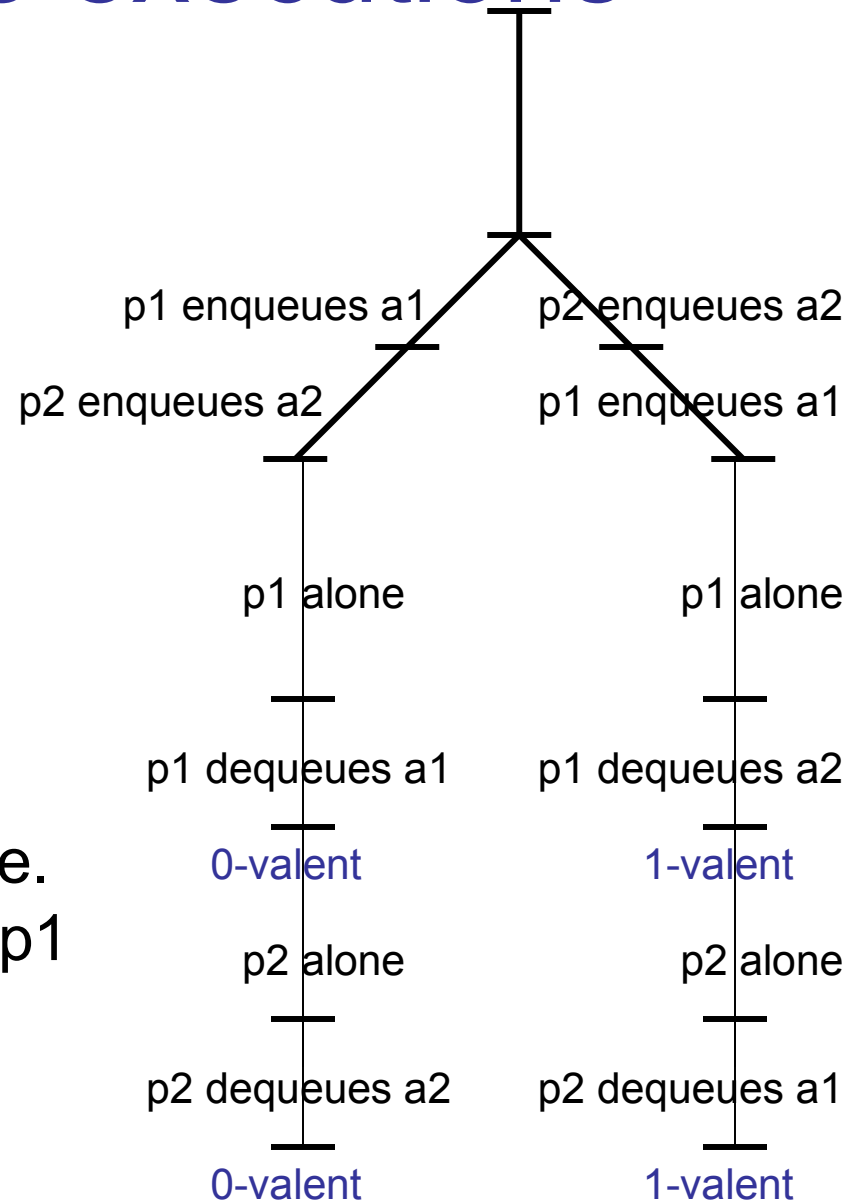 executions
p1 enqueues a1 p2 enqueues a2
p2 enqueues a2 p1 enqueues a1
p1 alone p1 alone
p1 dequeues a1 p1 dequeues a2
e. 0-valent 1-valent
p1
p2 alone p2 alone
p2 dequeues a2 p2 dequeues a1
0-valent 1-valent